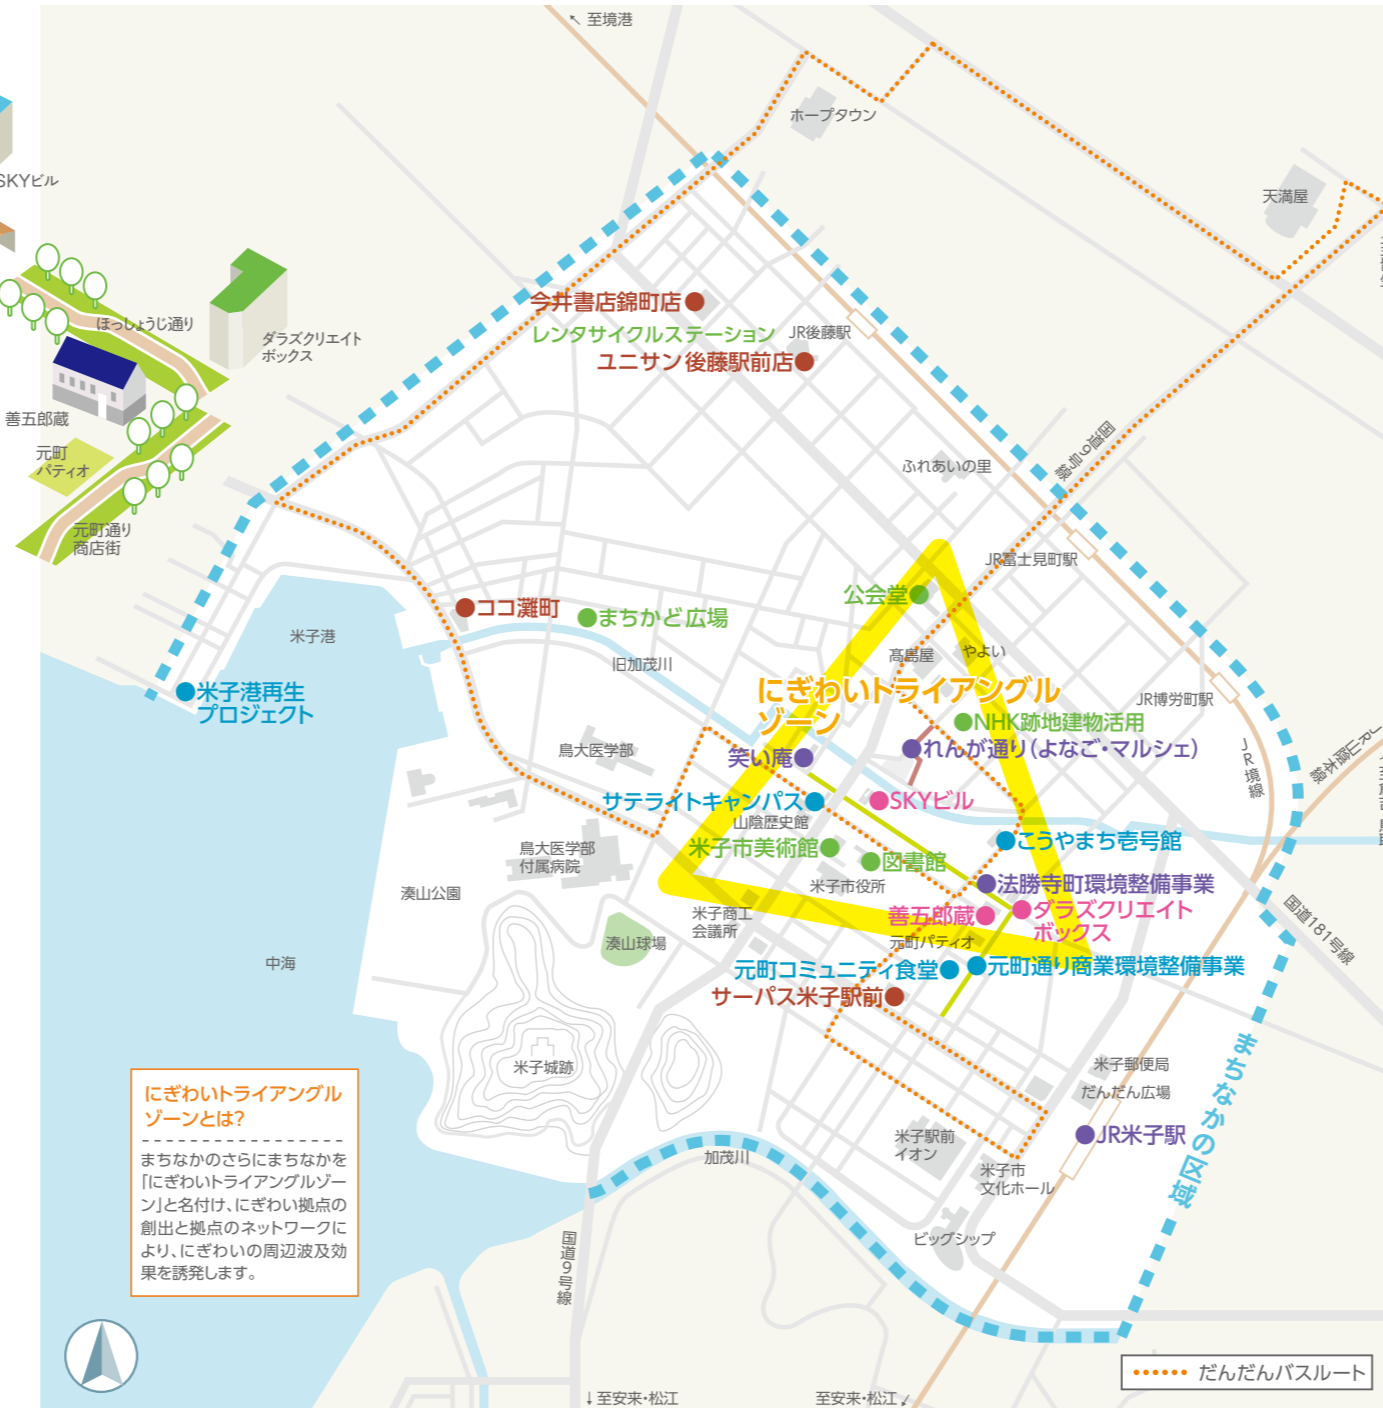 ↖ 至境港
ホープタウン
天満屋
SKYビル
ほっしょうじ通り
ダラズクリエイト
ボックス
善五郎蔵
元町
パティオ
元町通り
商店街
今井書店錦町店
レンタサイクルステーション
JR後藤駅
ユニサン後藤駅前店
国道9号線
ふれあいの里
JR富士見町駅
公会堂
ココ灘町
まちかど広場
米子港
旧加茂川
髙島屋
やよい
にぎわいトライアングル
ゾーン
JR博労町駅
米子港再生
プロジェクト
NHK跡地建物活用
れんが通り(よなご・マルシェ)
鳥大医学部
笑い庵
JR境線
JR山陰本線
サテライトキャンパス
SKYビル
山陰歴史館
米子市美術館
図書館
こうやまち壱号館
鳥大医学部
付属病院
米子市役所
法勝寺町環境整備事業
湊山公園
米子商工
会議所
善五郎蔵
ダラズクリエイト
ボックス
国道181号線
湊山球場
元町パティオ
中海
元町コミュニティ食堂
元町通り商業環境整備事業
サーパス米子駅前
米子城跡
米子郵便局
だんだん広場
まちなかの区域
にぎわいトライアングル
ゾーンとは?
まちなかのさらにまちなかを
「にぎわいトライアングルゾー
ン」と名付け、にぎわい拠点の
創出と拠点のネットワークに
より、にぎわいの周辺波及効
果を誘発します。
米子駅前
イオン
JR米子駅
加茂川
米子市
文化ホール
ビッグシップ
国道9号線
だんだんバスルート
↓至安来・松江
至安来・松江↙